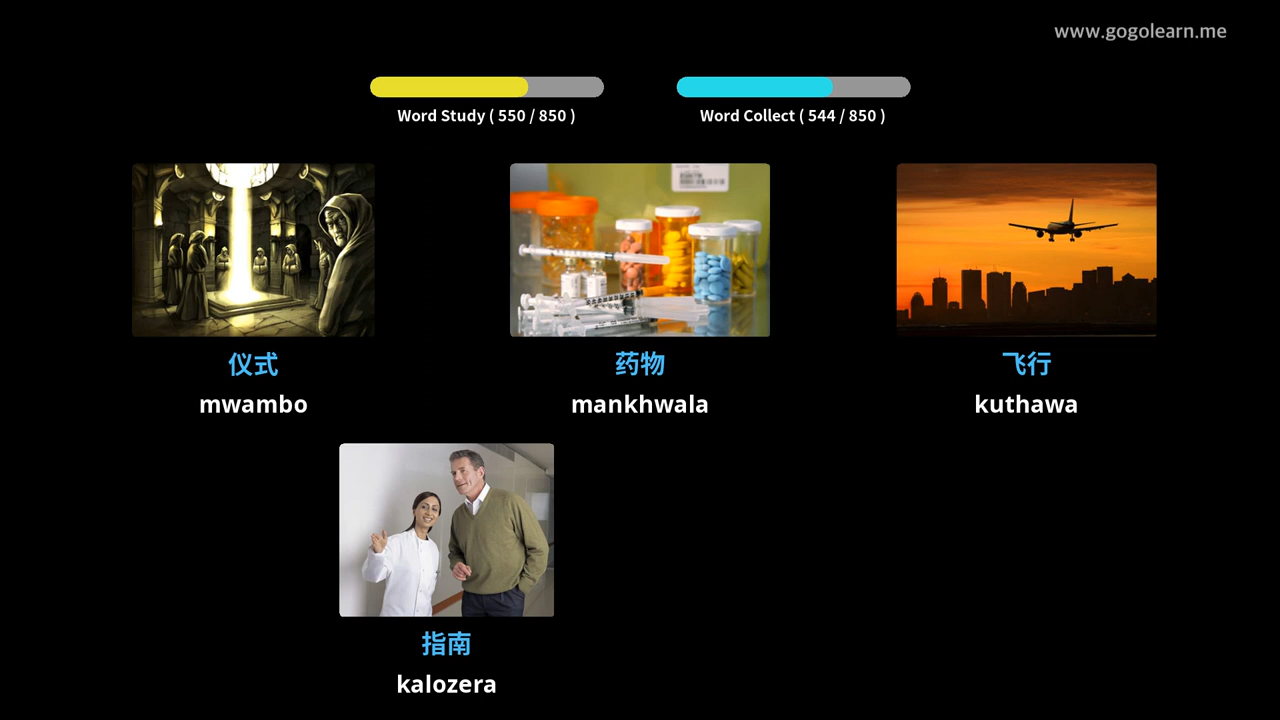 www.gogolearn.me
Word Study ( 550 / 850 )
Word Collect ( 544 / 850 )
仪式
mwambo
药物
mankhwala
飞行
kuthawa
指南
kalozera